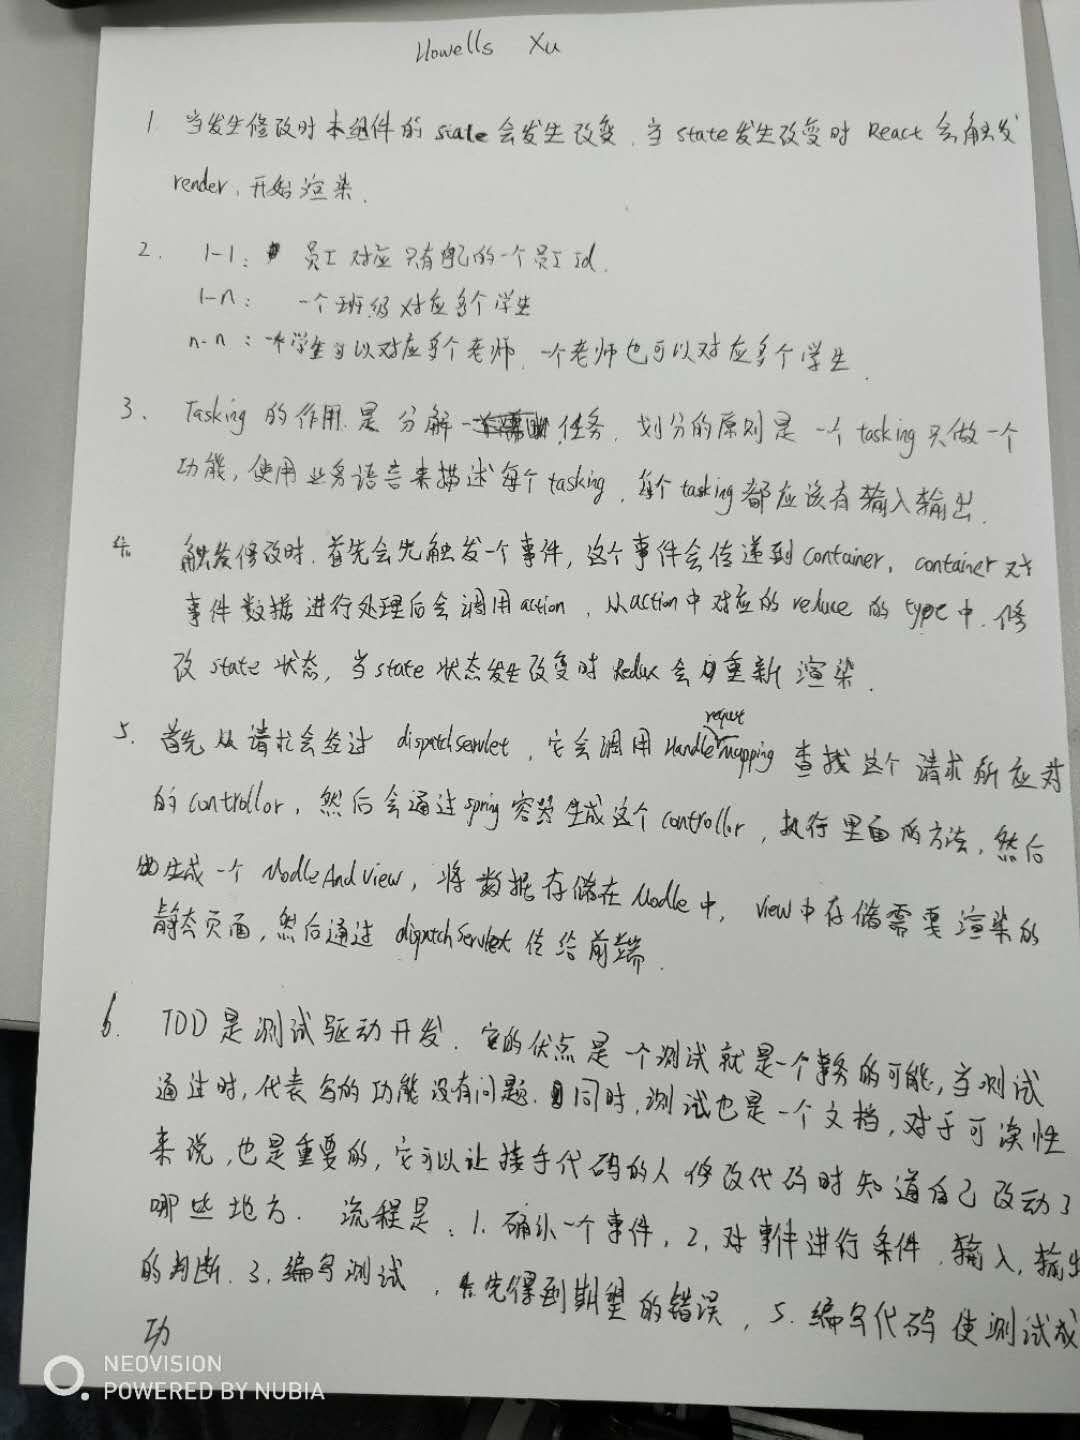 Howells Xu
1. 当发生修改时本组件的 state 会发生改变, 当 state 发生改变时 React 会触发
render, 开始渲染.
2. 1-1: 员工对应只有自己的一个员工Id.
1-n: 一个班级对应多个学生
n-n: 一个学生可以对应多个老师, 一个老师也可以对应多个学生.
3. Tasking 的作用是分解一个任务. 划分的原则是一个 tasking 只做一个
功能, 使用业务语言来描述每个 tasking, 每个 tasking 都应该有输入输出.
4. 触发修改时. 首先会先触发一个事件, 这个事件会传递到 container, container 对
事件数据进行处理后会调用 action, 从 action 中对应的 reduce 的 type 中. 修
改 state 状态, 当 state 状态发生改变时 Redux 会重新渲染.
5. 首先从请求会经过 dispatchServlet, 它会调用 Handle request mapping 查找这个请求所应对
的 controllor, 然后会通过 spring 容器生成这个 controllor, 执行里面的方法, 然后
生成一个 ModleAndView, 将数据存储在 Modle 中, view 中存储需要渲染的
静态页面, 然后通过 dispatchServlet 传给前端.
6. TDD 是测试驱动开发. 它的优点是一个测试就是一个事务的可能, 当测试
通过时, 代表写的功能没有问题. 同时, 测试也是一个文档, 对于可读性
来说, 也是重要的, 它可以让接手代码的人修改代码时知道自己改动了
哪些地方. 流程是: 1. 确认一个事件, 2. 对事件进行条件. 输入, 输出
的判断. 3. 编写测试, 4. 先得到期望的错误, 5. 编写代码使测试成
功
NEOVISION
POWERED BY NUBIA